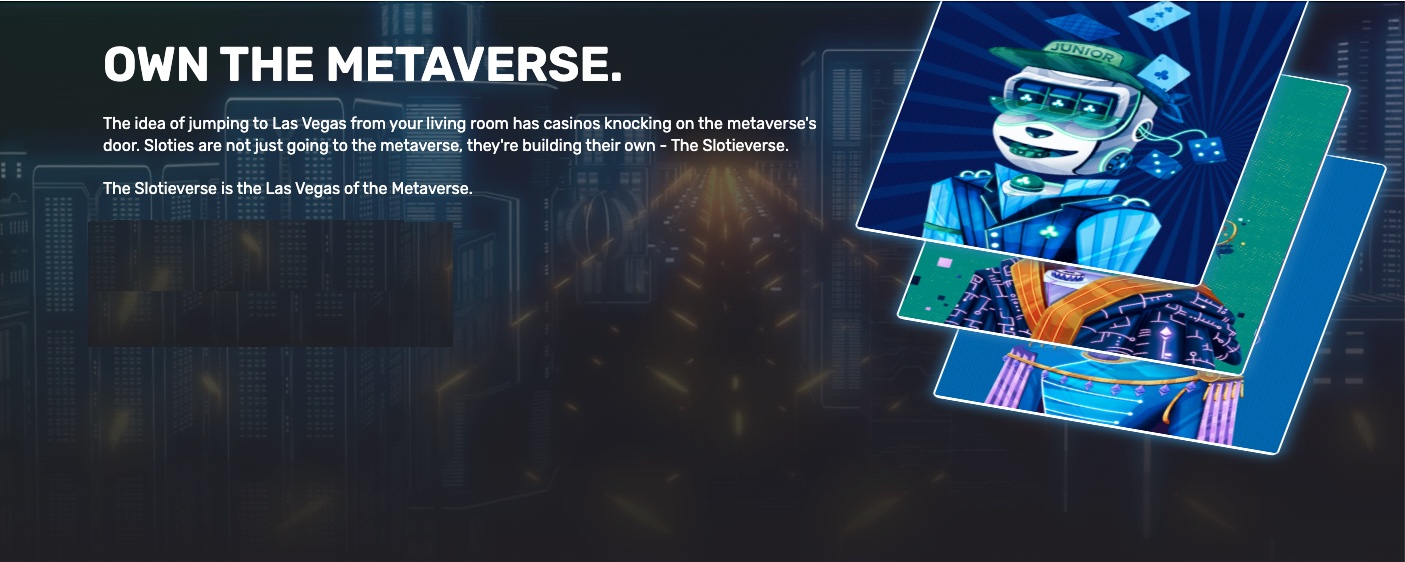 OWN THE METAVERSE.
The idea of jumping to Las Vegas from your living room has casinos knocking on the metaverse's
door. Sloties are not just going to the metaverse, they're building their own - The Slotieverse.
The Slotieverse is the Las Vegas of the Metaverse.
JUNIOR